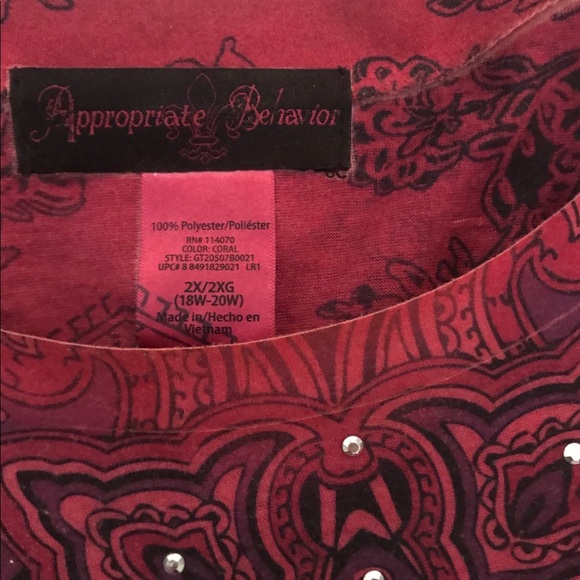 Appropriate Behavior
100% Polyester/Poliéster
RN# 114070
COLOR: CORAL
STYLE: GT20507B0021
UPC# 8 8491829021 LR1
2X/2XG
(18W-20W)
Made in/Hecho en
Vietnam